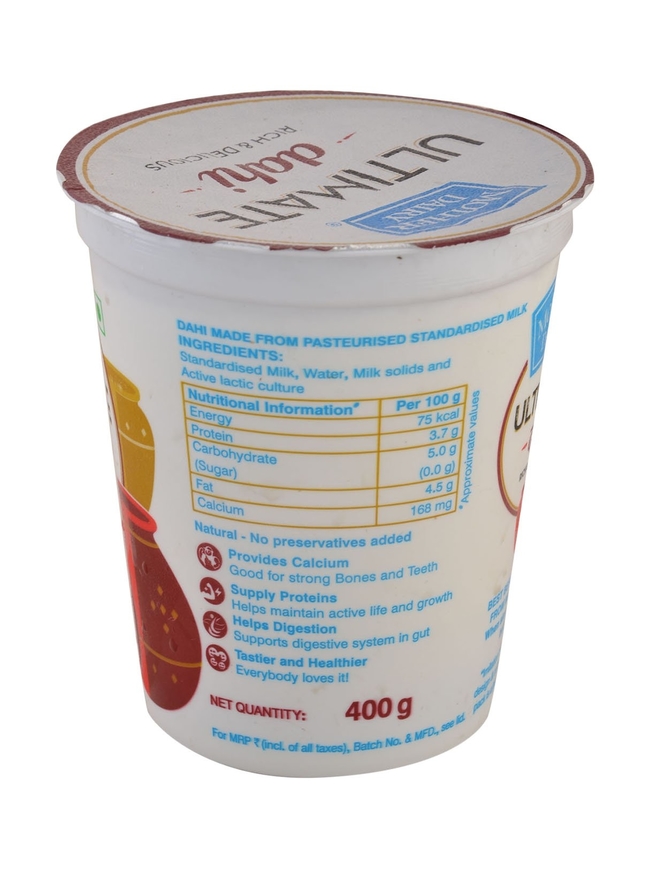 MOTHER
DAIRY
®
ULTIMATE
dahi
RICH & DELICIOUS
DAHI MADE FROM PASTEURISED STANDARDISED MILK
INGREDIENTS:
Standardised Milk, Water, Milk solids and
Active lactic culture
Nutritional Information* Per 100 g
Energy 75 kcal
Protein 3.7 g
Carbohydrate 5.0 g
(Sugar) (0.0 g)
Fat 4.5 g
Calcium 168 mg
*Approximate values
Natural - No preservatives added
Provides Calcium
Good for strong Bones and Teeth
Supply Proteins
Helps maintain active life and growth
Helps Digestion
Supports digestive system in gut
Tastier and Healthier
Everybody loves it!
NET QUANTITY: 400 g
For MRP ₹ (incl. of all taxes), Batch No. & MFD., see lid.
ULT
BEST